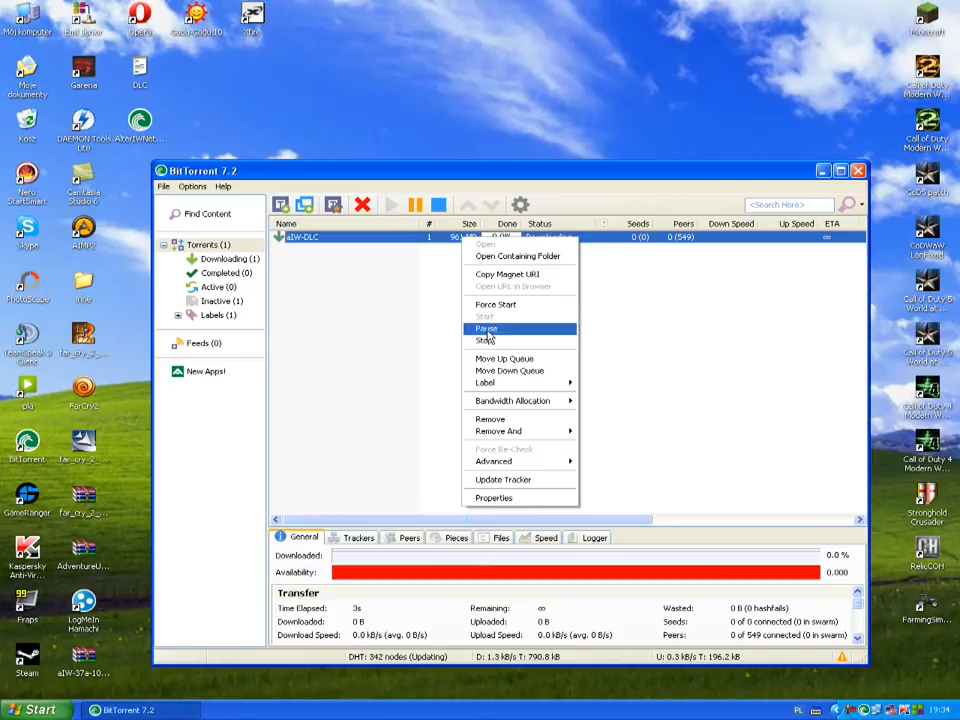 Mój komputer
Emil Junior
Opera
Gadu-Gadu 10
Xfire
Minecraft
Moje dokumenty
Garena
DLC
Call of Duty Modern W...
Kosz
DAEMON Tools Lite
AlterIWNet...
Call of Duty Modern W...
Nero StartSmart
Camtasia Studio 6
CoD5 patch
Skype
AIMP2
CoDWaW LanFixed
PhotoScape
inne
Call of Duty 5
TeamSpeak 3 Client
far_cry_2_...
Call of Duty 5
pla
FarCry2
Call of Duty 4 Modern W...
BitTorrent
far_cry_2_...
Call of Duty 4 Modern W...
GameRanger
far_cry_2_...
Stronghold Crusader
Kaspersky Anti-Vir...
AdventureU...
RelicCOH
99
Fraps
LogMeIn Hamachi
FarmingSim...
Steam
aIW-37a-10...
BitTorrent 7.2
File Options Help
Find Content
<Search Here>
Name # Size Done Status Seeds Peers Down Speed Up Speed ETA
Torrents (1)
aIW-DLC 1 0 (0) 0 (549) ∞
Downloading (1)
Completed (0)
Active (0)
Inactive (1)
Labels (1)
Feeds (0)
New Apps!
Open
Open Containing Folder
Copy Magnet URI
Open URL in Browser
Force Start
Start
Pause
Stop
Move Up Queue
Move Down Queue
Label
Bandwidth Allocation
Remove
Remove And
Force Re-Check
Advanced
Update Tracker
Properties
General Trackers Peers Pieces Files Speed Logger
Downloaded: 0.0 %
Availability: 0.000
Transfer
Time Elapsed: 3s Remaining: ∞ Wasted: 0 B (0 hashfails)
Downloaded: 0 B Uploaded: 0 B Seeds: 0 of 0 connected (0 in swarm)
Download Speed: 0.0 kB/s (avg. 0 B/s) Upload Speed: 0.0 kB/s (avg. 0 B/s) Peers: 0 of 549 connected (0 in swarm)
DHT: 342 nodes (Updating) D: 1.3 kB/s T: 790.8 kB U: 0.3 kB/s T: 196.2 kB
Start BitTorrent 7.2 PL 19:34